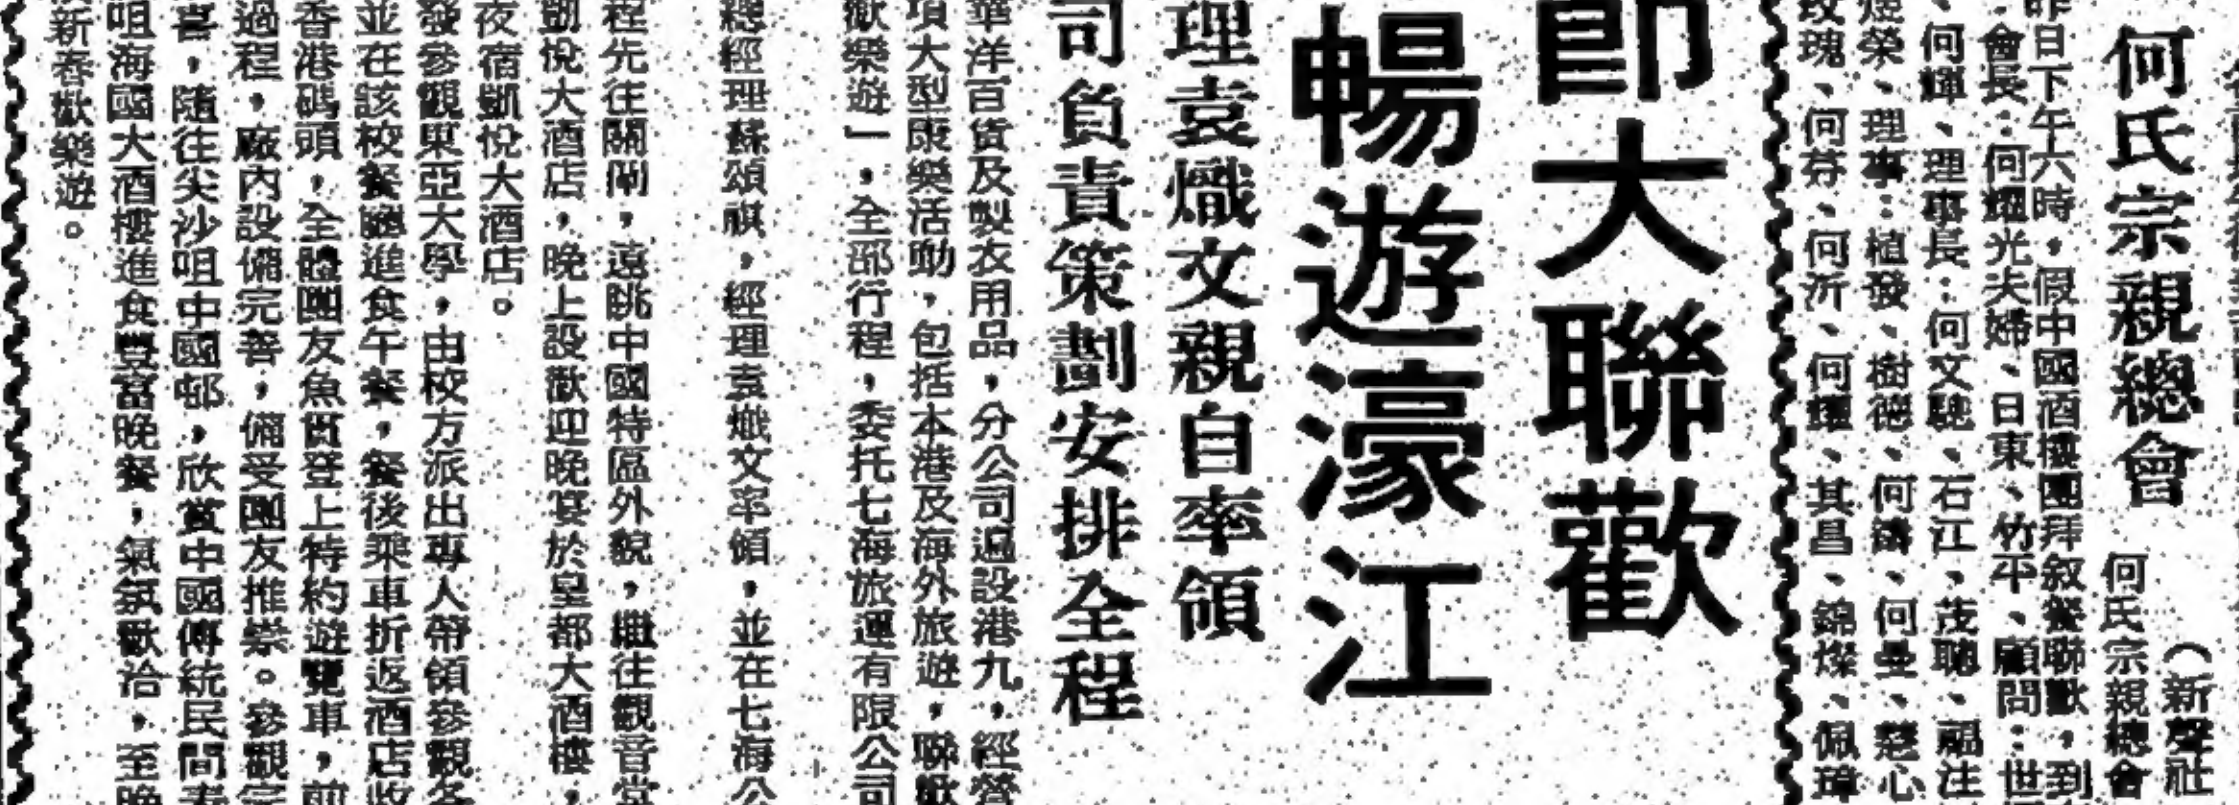 何氏宗親總會
（新聲社
何氏宗親總會
昨日下午六時，假中國酒樓團拜敘餐聯歡，到
會長：何燿光夫婦、日東、竹平、顧問：世
、何輝、理事長：何文聰、石江、茂聰、福注
煜榮、理事：植發、樹德、何鏻、何曼、慈心
玫瑰、何芬、何沂、何輝、其昌、錦燦、佩瑋
即大聯歡
暢遊濠江
理袁熾文親自率領
司負責策劃安排全程
華洋百貨及製衣用品，分公司遍設港九，經營
項大型康樂活動，包括本港及海外旅遊，聯歡
歡樂遊」，全部行程，委托七海旅運有限公司
總經理蘇頌祺，經理袁熾文率領，並在七海公
程先往關閘，遠眺中國特區外貌，繼往觀音堂
凱悅大酒店，晚上設歡迎晚宴於皇都大酒樓，
夜宿凱悅大酒店。
發參觀東亞大學，由校方派出專人帶領參觀各
並在該校餐廳進食午餐，餐後乘車折返酒店收
香港碼頭，全體團友魚貫登上特約遊覽車，前
過程，廠內設備完善，備受團友推崇。參觀完
喜，隨往尖沙咀中國邨，欣賞中國傳統民間表
咀海國大酒樓進食豐富晚餐，氣氛歡洽，至晚
新春歡樂遊。